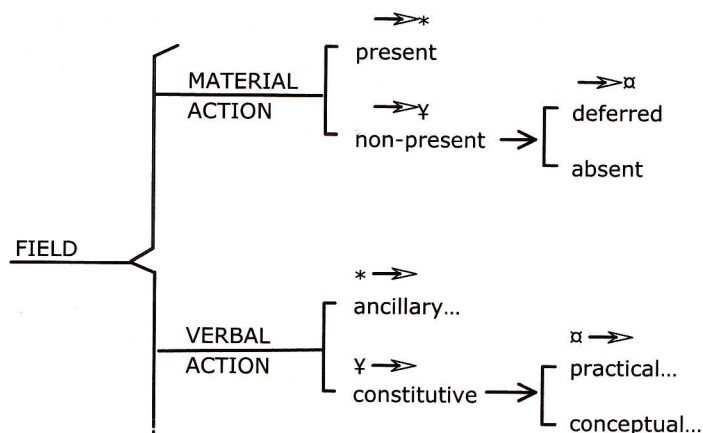 *
present
MATERIAL
ACTION
¥
non-present
¤
deferred
absent
FIELD
*
ancillary...
VERBAL
ACTION
¥
constitutive
¤
practical...
conceptual...